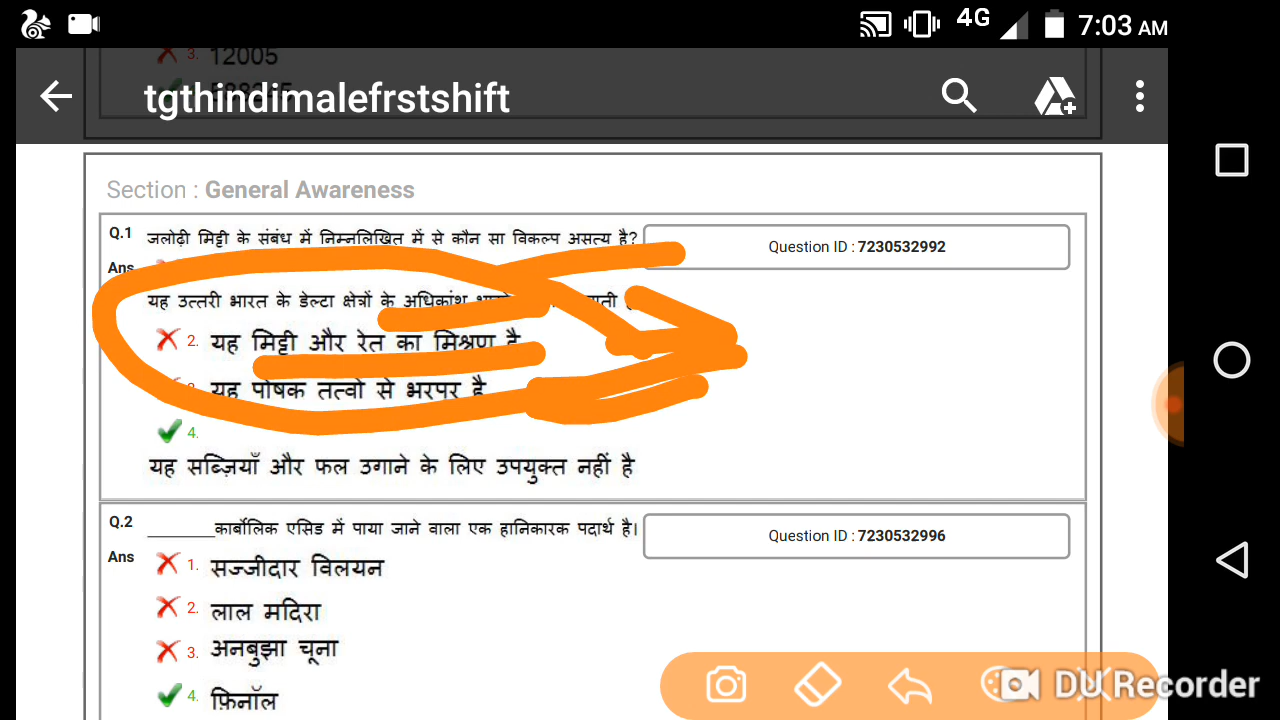 4G 7:03 AM
3. 12005
tgthindimalefrstshift
Section : General Awareness
Q.1 जलोढ़ी मिट्टी के संबंध में निम्नलिखित में से कौन सा विकल्प असत्य है? Question ID : 7230532992
Ans
यह उत्तरी भारत के डेल्टा क्षेत्रों के अधिकांश
2. यह मिट्टी और रेत का मिश्रण है
यह पोषक तत्वो से भरपूर है
4.
यह सब्ज़ियाँ और फल उगाने के लिए उपयुक्त नहीं है
Q.2 ________कार्बोलिक एसिड में पाया जाने वाला एक हानिकारक पदार्थ है। Question ID : 7230532996
Ans 1. सज्जीदार विलयन
2. लाल मदिरा
3. अनबुझा चूना
4. फ़िनॉल
DU Recorder